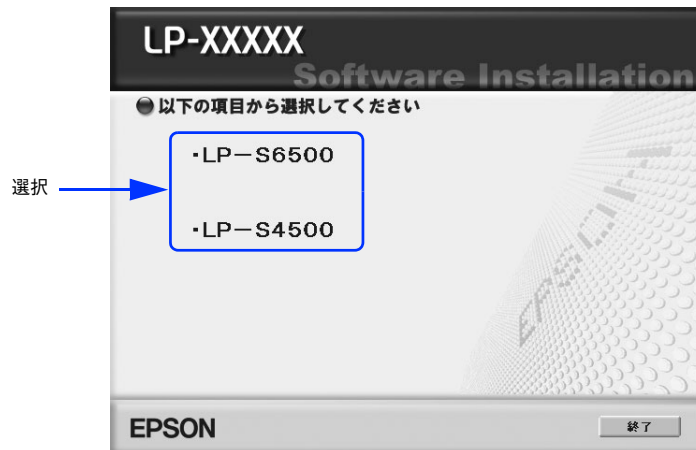 LP-XXXXX
Software Installation
以下の項目から選択してください
・LP－S6500
選択
・LP－S4500
EPSON
EPSON
終了